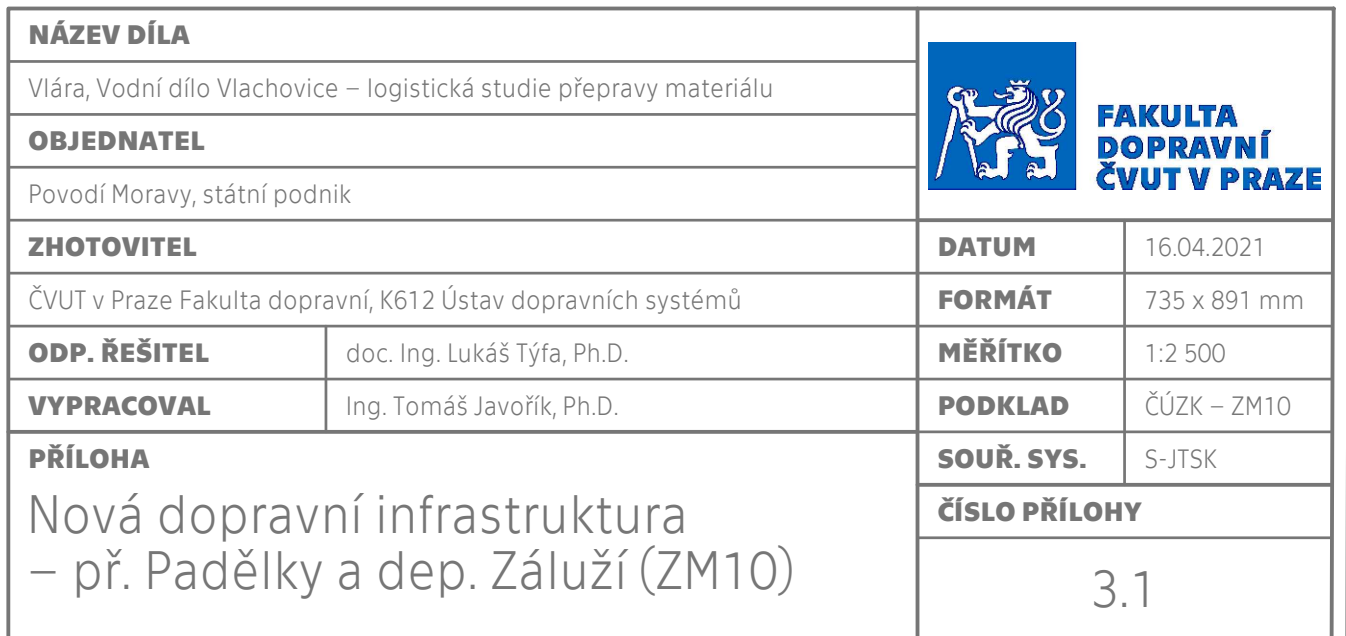 NÁZEV DÍLA
Vlára, Vodní dílo Vlachovice – logistická studie přepravy materiálu
OBJEDNATEL
Povodí Moravy, státní podnik
FAKULTA
DOPRAVNÍ
ČVUT V PRAZE
ZHOTOVITEL
ČVUT v Praze Fakulta dopravní, K612 Ústav dopravních systémů
ODP. ŘEŠITEL doc. Ing. Lukáš Týfa, Ph.D.
VYPRACOVAL Ing. Tomáš Javořík, Ph.D.
DATUM 16.04.2021
FORMÁT 735 x 891 mm
MĚŘÍTKO 1:2 500
PODKLAD ČÚZK – ZM10
SOUŘ. SYS. S-JTSK
PŘÍLOHA
Nová dopravní infrastruktura
– př. Padělky a dep. Záluží (ZM10)
ČÍSLO PŘÍLOHY
3.1